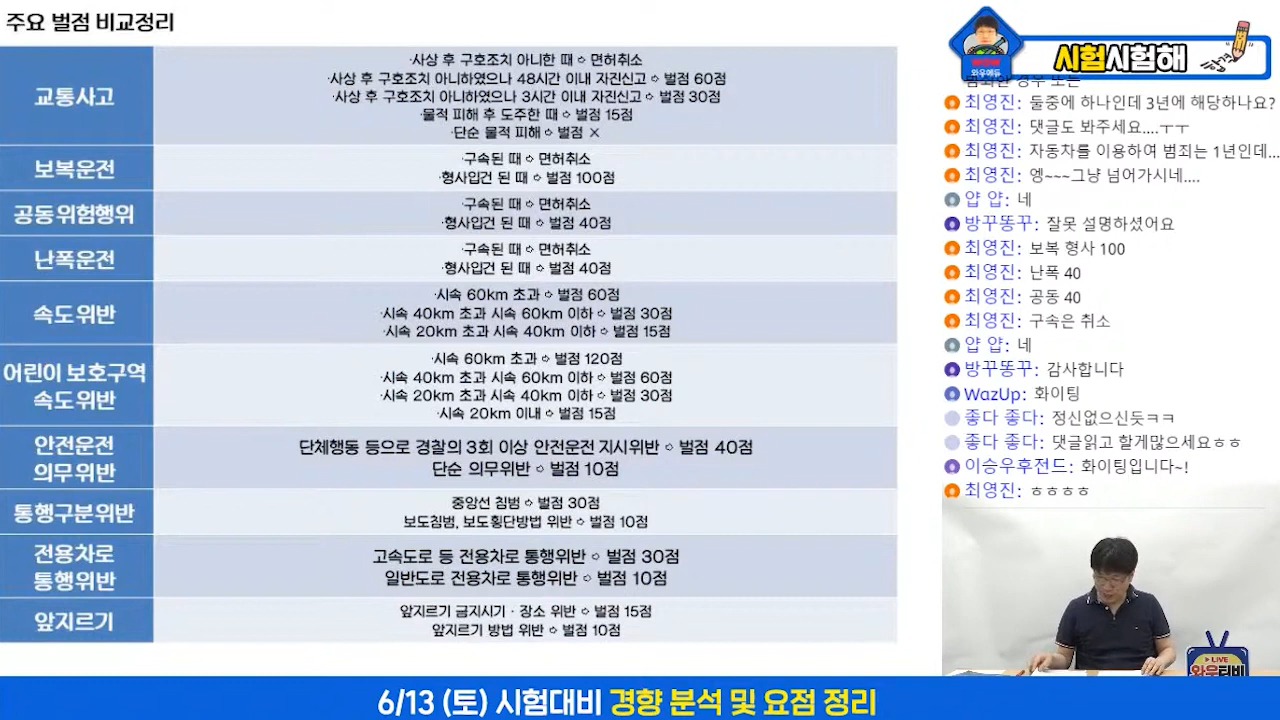 주요 벌점 비교정리
교통사고
·사상 후 구호조치 아니한 때 ➪ 면허취소
·사상 후 구호조치 아니하였으나 48시간 이내 자진신고 ➪ 벌점 60점
·사상 후 구호조치 아니하였으나 3시간 이내 자진신고 ➪ 벌점 30점
·물적 피해 후 도주한 때 ➪ 벌점 15점
·단순 물적 피해 ➪ 벌점 ×
보복운전
·구속된 때 ➪ 면허취소
·형사입건 된 때 ➪ 벌점 100점
공동위험행위
·구속된 때 ➪ 면허취소
·형사입건 된 때 ➪ 벌점 40점
난폭운전
·구속된 때 ➪ 면허취소
·형사입건 된 때 ➪ 벌점 40점
속도위반
·시속 60km 초과 ➪ 벌점 60점
·시속 40km 초과 시속 60km 이하 ➪ 벌점 30점
·시속 20km 초과 시속 40km 이하 ➪ 벌점 15점
어린이 보호구역
속도위반
·시속 60km 초과 ➪ 벌점 120점
·시속 40km 초과 시속 60km 이하 ➪ 벌점 60점
·시속 20km 초과 시속 40km 이하 ➪ 벌점 30점
·시속 20km 이내 ➪ 벌점 15점
안전운전
의무위반
단체행동 등으로 경찰의 3회 이상 안전운전 지시위반 ➪ 벌점 40점
단순 의무위반 ➪ 벌점 10점
통행구분위반
중앙선 침범 ➪ 벌점 30점
보도침범, 보도횡단방법 위반 ➪ 벌점 10점
전용차로
통행위반
고속도로 등 전용차로 통행위반 ➪ 벌점 30점
일반도로 전용차로 통행위반 ➪ 벌점 10점
앞지르기
앞지르기 금지시기 · 장소 위반 ➪ 벌점 15점
앞지르기 방법 위반 ➪ 벌점 10점
와우에듀
시험시험해
최영진: 둘중에 하나인데 3년에 해당하나요?
최영진: 댓글도 봐주세요....ㅜㅜ
최영진: 자동차를 이용하여 범죄는 1년인데...
최영진: 엥~~~그냥 넘어가시네....
얍 얍: 네
방꾸똥꾸: 잘못 설명하셨어요
최영진: 보복 형사 100
최영진: 난폭 40
최영진: 공동 40
최영진: 구속은 취소
얍 얍: 네
방꾸똥꾸: 감사합니다
WazUp: 화이팅
좋다 좋다: 정신없으신듯ㅋㅋ
좋다 좋다: 댓글읽고 할게많으세요ㅎㅎ
이승우후전드: 화이팅입니다~!
최영진: ㅎㅎㅎㅎ
LIVE
와우티비
6/13 (토) 시험대비 경향 분석 및 요점 정리